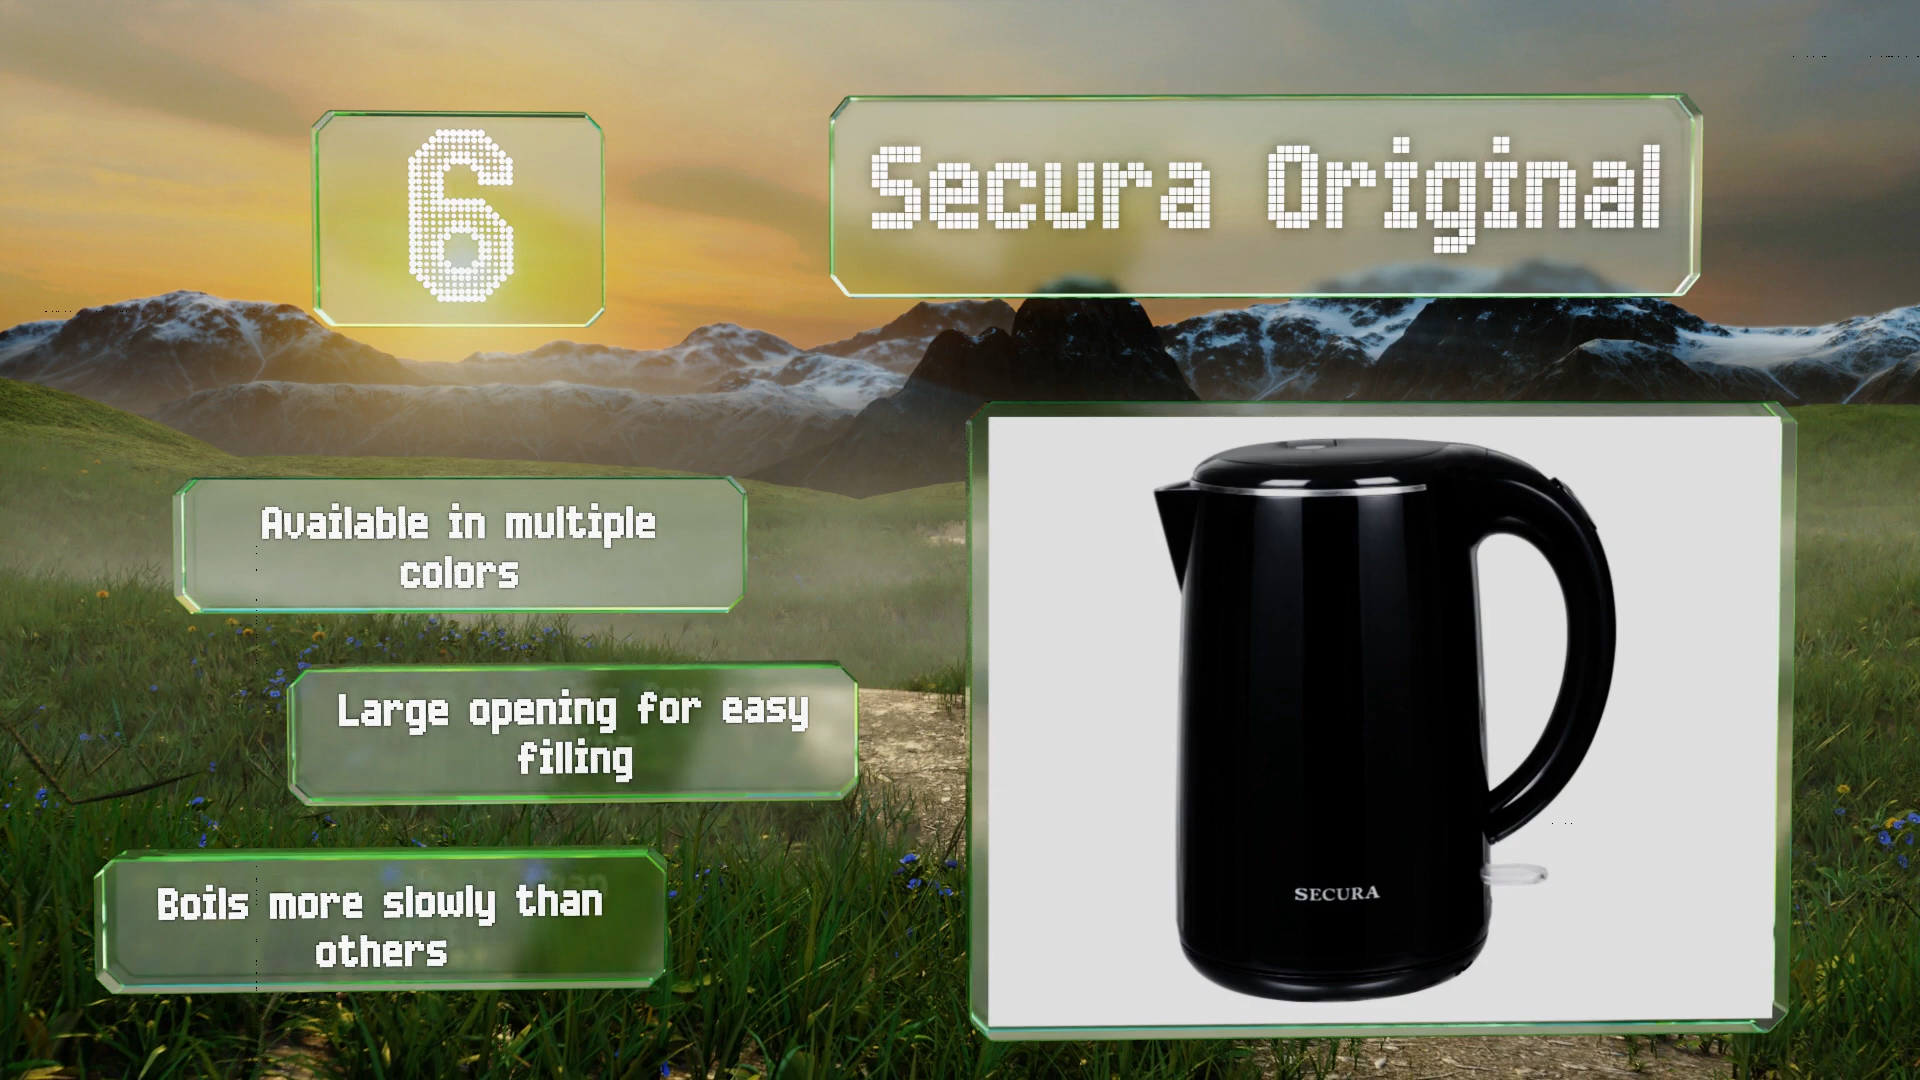 6
Secura Original
Available in multiple
colors
Large opening for easy
filling
Boils more slowly than
others
SECURA